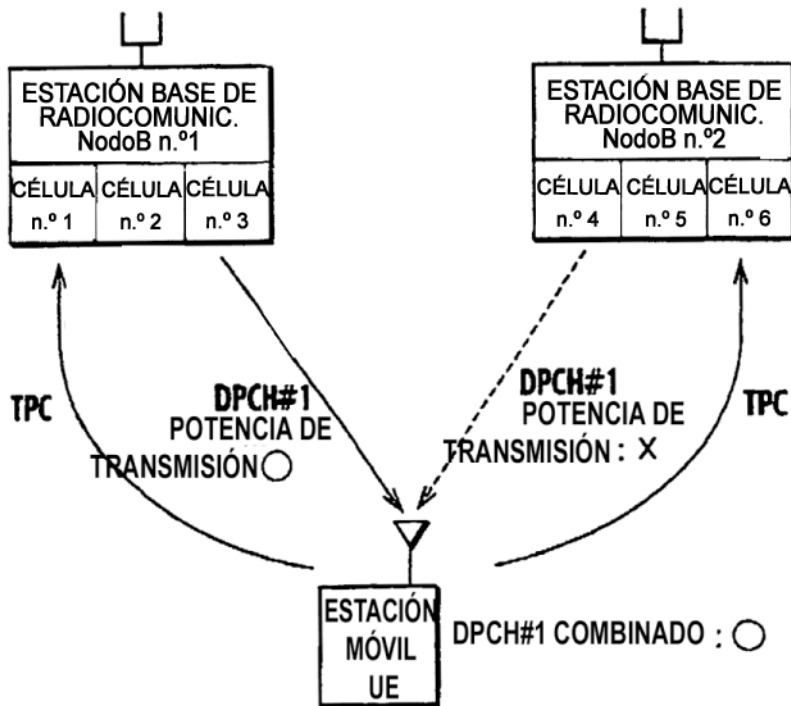 ESTACIÓN BASE DE
RADIOCOMUNIC.
NodoB n.º1
CÉLULA
n.º 1
CÉLULA
n.º 2
CÉLULA
n.º 3
ESTACIÓN BASE DE
RADIOCOMUNIC.
NodoB n.º2
CÉLULA
n.º 4
CÉLULA
n.º 5
CÉLULA
n.º 6
TPC
DPCH#1
POTENCIA DE
TRANSMISIÓN ○
DPCH#1
POTENCIA DE
TRANSMISIÓN : X
TPC
ESTACIÓN
MÓVIL
UE
DPCH#1 COMBINADO : ○